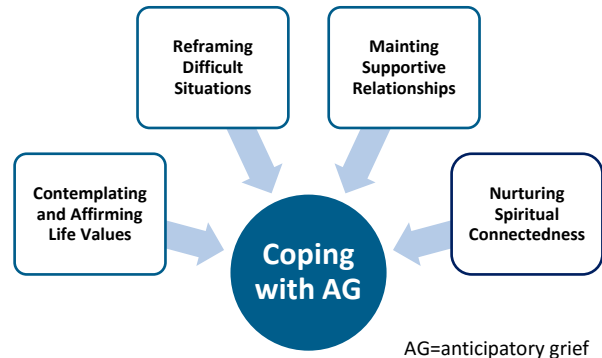 Reframing
Difficult
Situations
Mainting
Supportive
Relationships
Contemplating
and Affirming
Life Values
Nurturing
Spiritual
Connectedness
Coping
with AG
AG=anticipatory grief